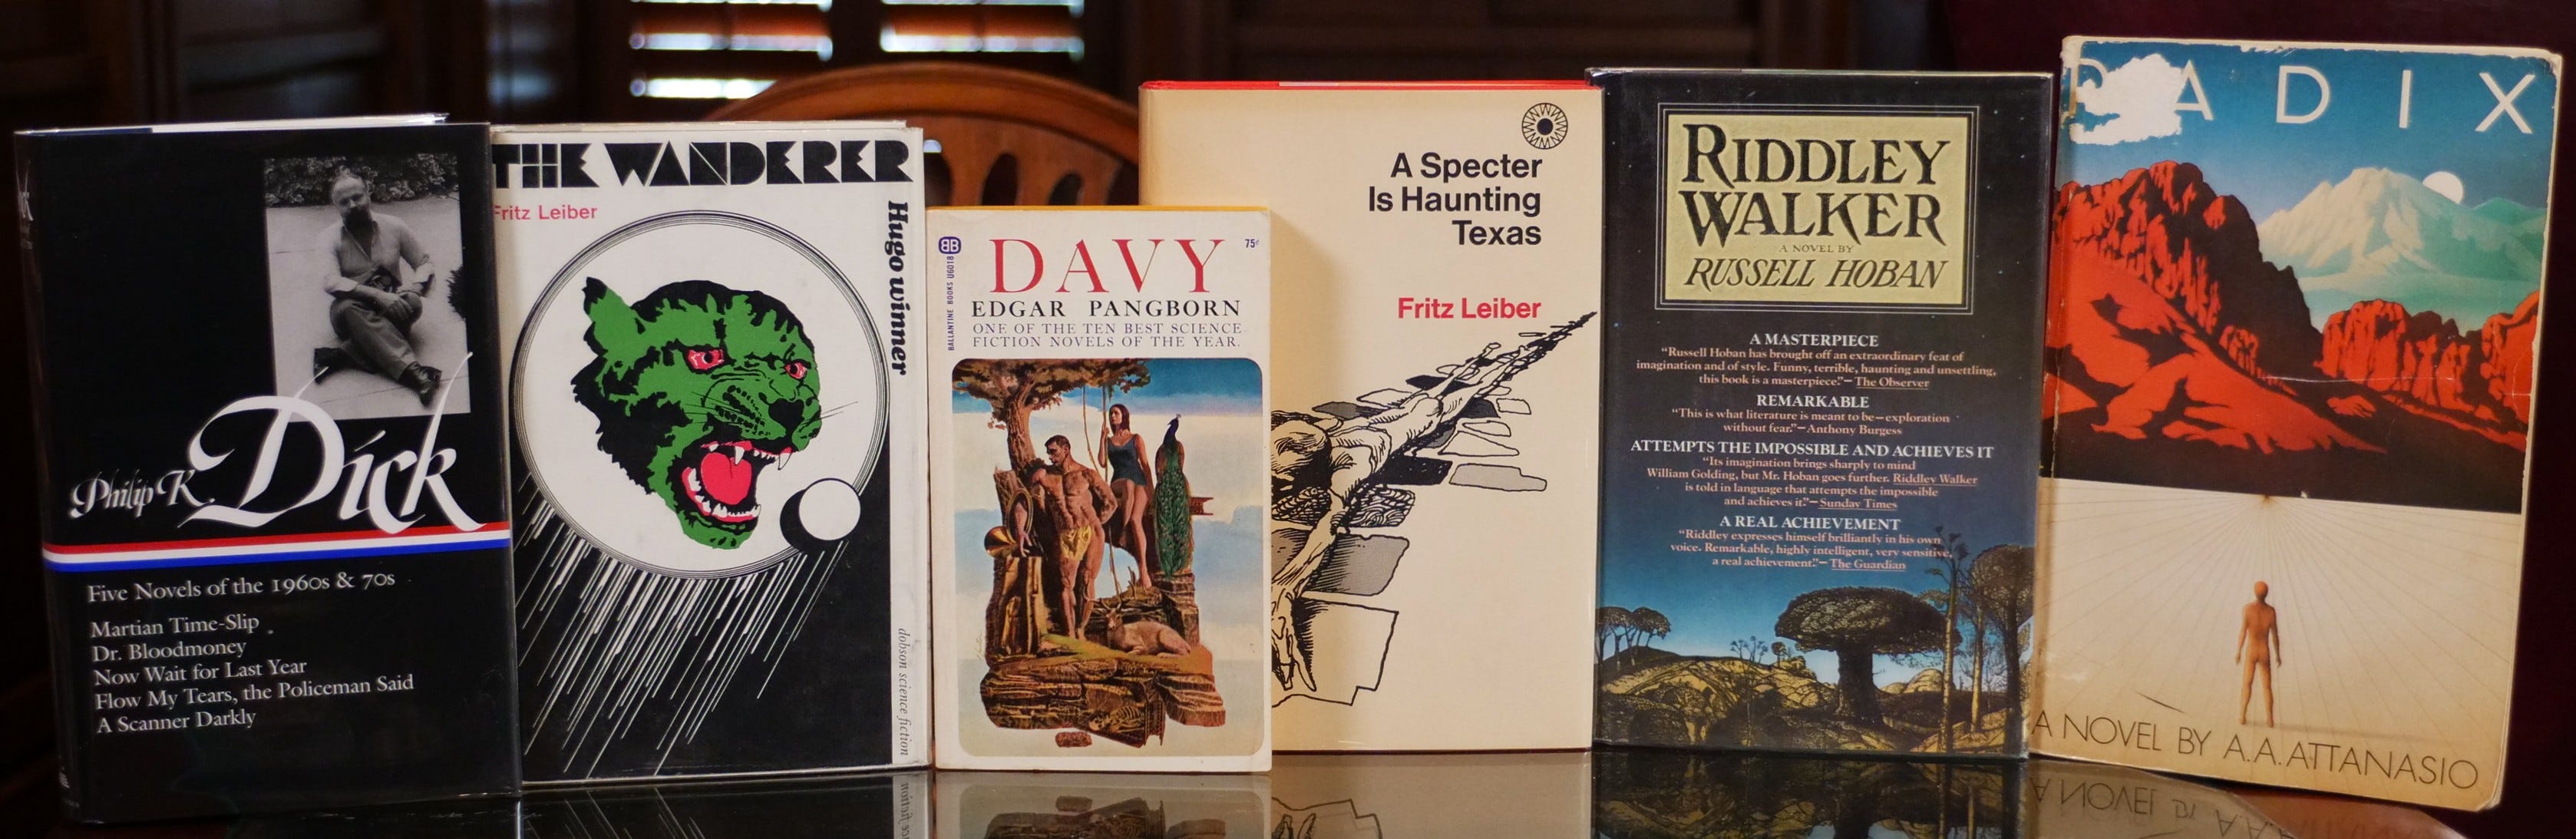 Philip K. Dick
Five Novels of the 1960s & 70s
Martian Time-Slip
Dr. Bloodmoney
Now Wait for Last Year
Flow My Tears, the Policeman Said
A Scanner Darkly
THE WANDERER
Fritz Leiber
Hugo winner
dobson science fiction
BB
BALLANTINE BOOKS U6018
75¢
DAVY
EDGAR PANGBORN
ONE OF THE TEN BEST SCIENCE
FICTION NOVELS OF THE YEAR.
A Specter
Is Haunting
Texas
Fritz Leiber
RIDDLEY
WALKER
A NOVEL BY
RUSSELL HOBAN
A MASTERPIECE
“Russell Hoban has brought off an extraordinary feat of
imagination and of style. Funny, terrible, haunting and unsettling,
this book is a masterpiece.”—The Observer
REMARKABLE
“This is what literature is meant to be—exploration
without fear.”—Anthony Burgess
ATTEMPTS THE IMPOSSIBLE AND ACHIEVES IT
“Its imagination brings sharply to mind
William Golding, but Mr. Hoban goes further. Riddley Walker
is told in language that attempts the impossible
and achieves it.”—Sunday Times
A REAL ACHIEVEMENT
“Riddley expresses himself brilliantly in his own
voice. Remarkable, highly intelligent, very sensitive,
a real achievement.”—The Guardian
RADIX
A NOVEL BY A.A. ATTANASIO